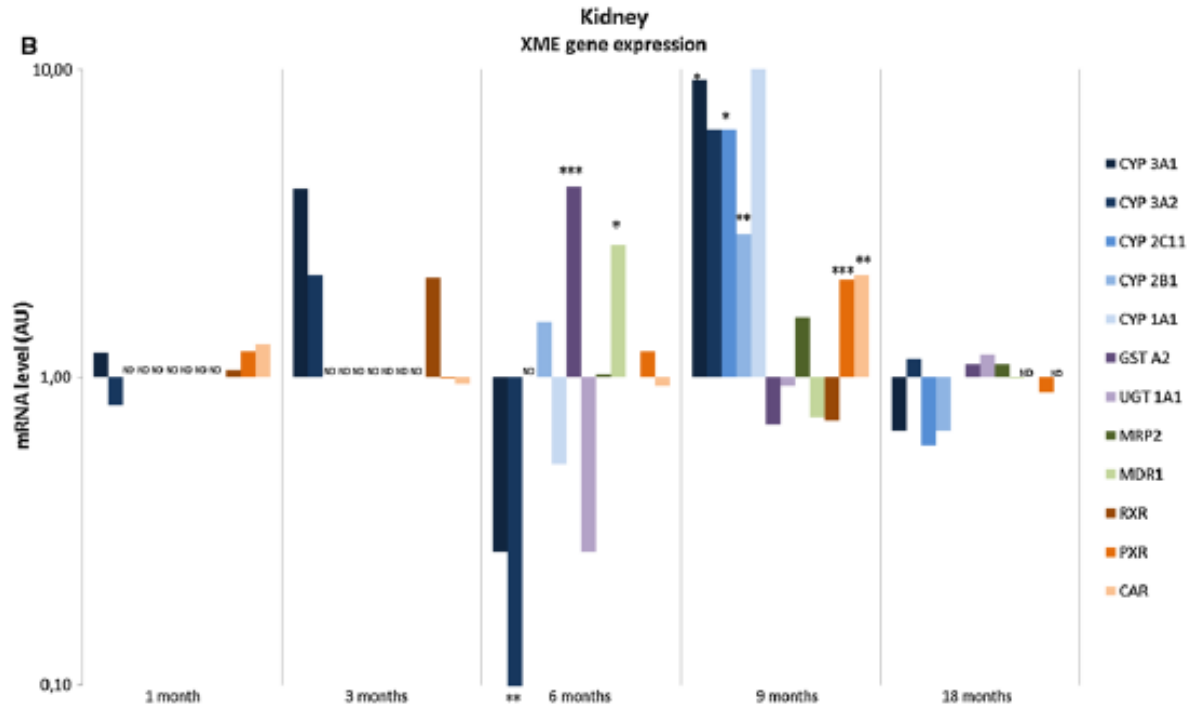 Kidney
B
XME gene expression
10,00
* * ** *** * *** **
CYP 3A1
CYP 3A2
CYP 2C11
CYP 2B1
CYP 1A1
GST A2
UGT 1A1
MRP2
MDR1
RXR
PXR
CAR
mRNA level (AU)
ND ND ND ND ND ND ND
ND ND ND ND ND ND ND
ND
ND ND
1,00
0,10
**
1 month 3 months 6 months 9 months 18 months